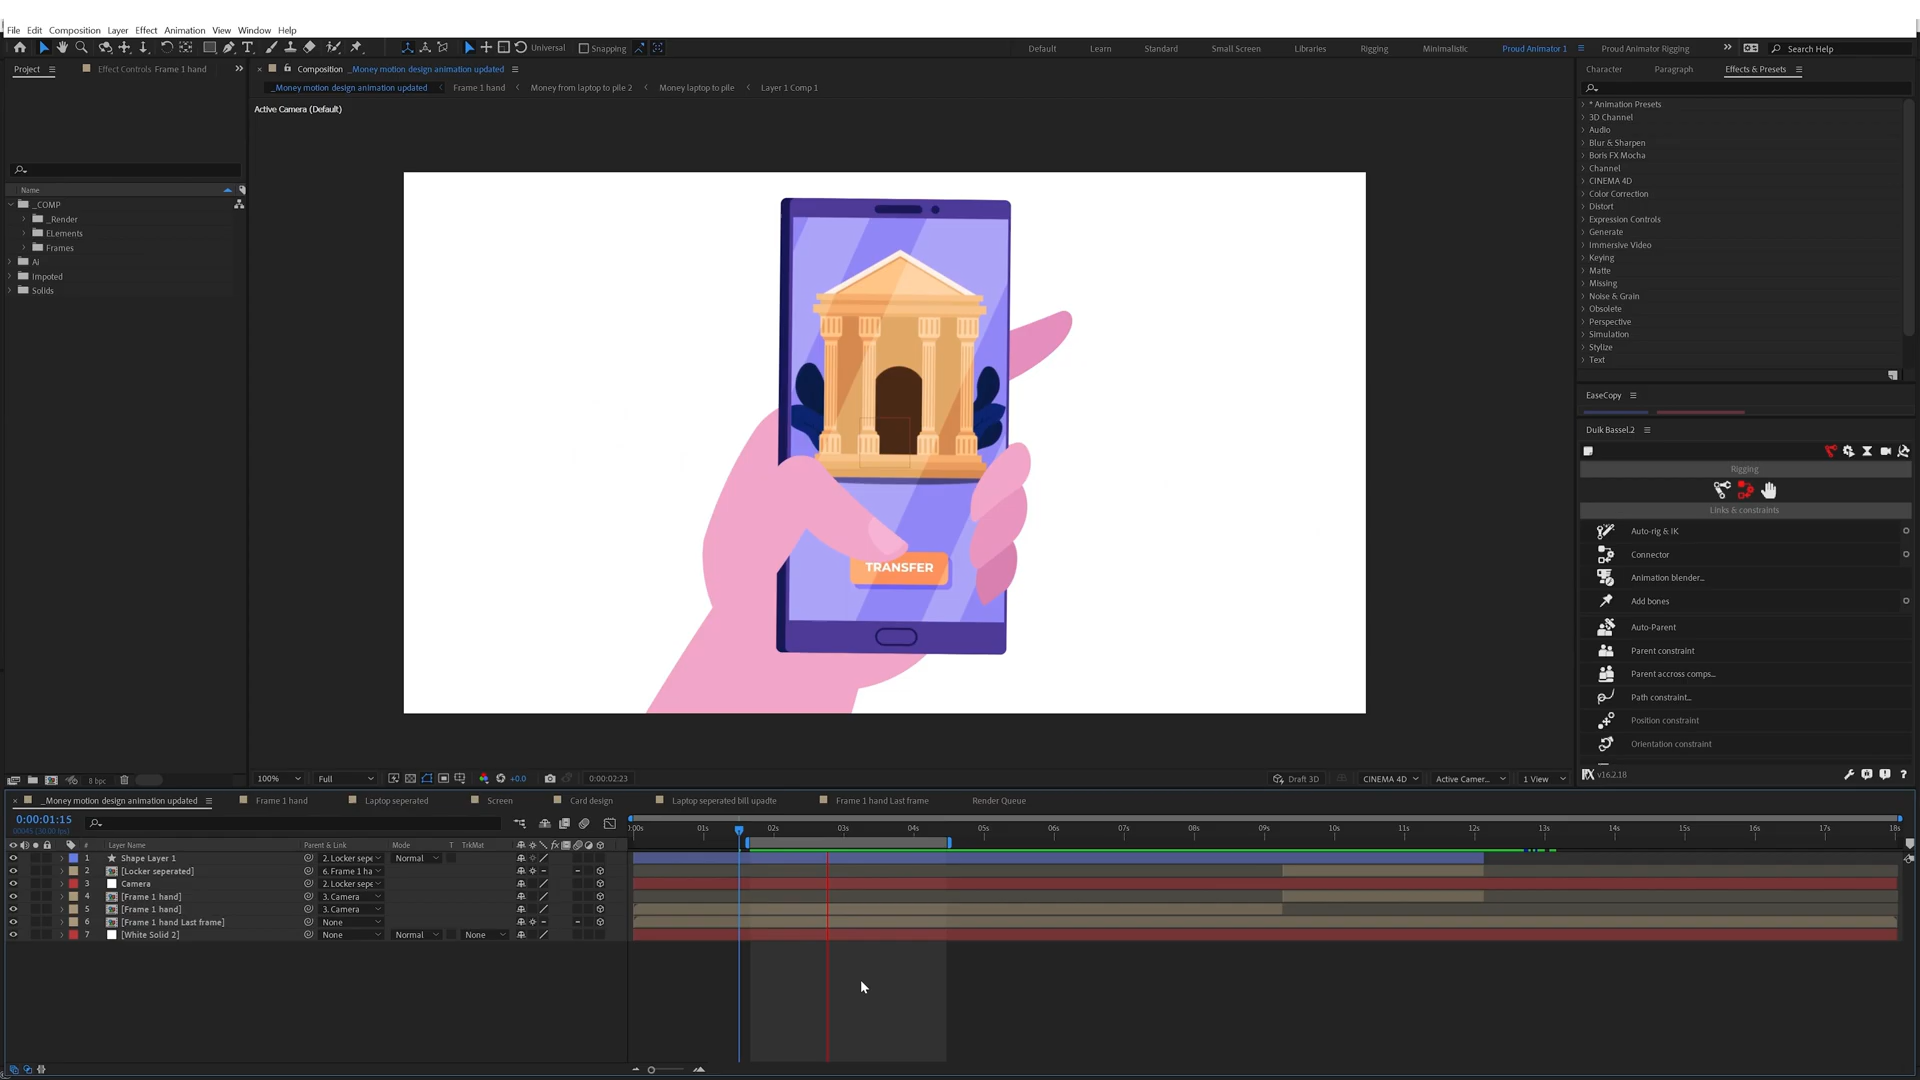 File Edit Composition Layer Effect Animation View Window Help
Universal Snapping Default Learn Standard Small Screen Libraries Rigging Minimalistic Proud Animator 1 Proud Animator Rigging Search Help
Project Effect Controls Frame 1 hand
Composition _Money motion design animation updated
_Money motion design animation updated Frame 1 hand Money from laptop to pile 2 Money laptop to pile Layer 1 Comp 1
Active Camera (Default)
Name
_COMP
_Render
ELements
Frames
Ai
Impoted
Solids
TRANSFER
Character Paragraph Effects & Presets
* Animation Presets
3D Channel
Audio
Blur & Sharpen
Boris FX Mocha
Channel
CINEMA 4D
Color Correction
Distort
Expression Controls
Generate
Immersive Video
Keying
Matte
Missing
Noise & Grain
Obsolete
Perspective
Simulation
Stylize
Text
EaseCopy
Duik Bassel.2
Rigging
Links & constraints
Auto-rig & IK
Connector
Animation blender...
Add bones
Auto-Parent
Parent constraint
Parent accross comps...
Path constraint...
Position constraint
Orientation constraint
v16.2.18
8 bpc
100% Full +0.0 0:00:02:23 Draft 3D CINEMA 4D Active Camer... 1 View
_Money motion design animation updated Frame 1 hand Laptop seperated Screen Card design Laptop seperated bill upadte Frame 1 hand Last frame Render Queue
0:00:01:15
00045 (30.00 fps)
:00s 01s 02s 03s 04s 05s 06s 07s 08s 09s 10s 11s 12s 13s 14s 15s 16s 17s 18s
# Layer Name Parent & Link Mode T TrkMat
1 Shape Layer 1 2. Locker sepe Normal
2 [Locker seperated] 6. Frame 1 ha
3 Camera 2. Locker sepe
4 [Frame 1 hand] 3. Camera
5 [Frame 1 hand] 3. Camera
6 [Frame 1 hand Last frame] None
7 [White Solid 2] None Normal None